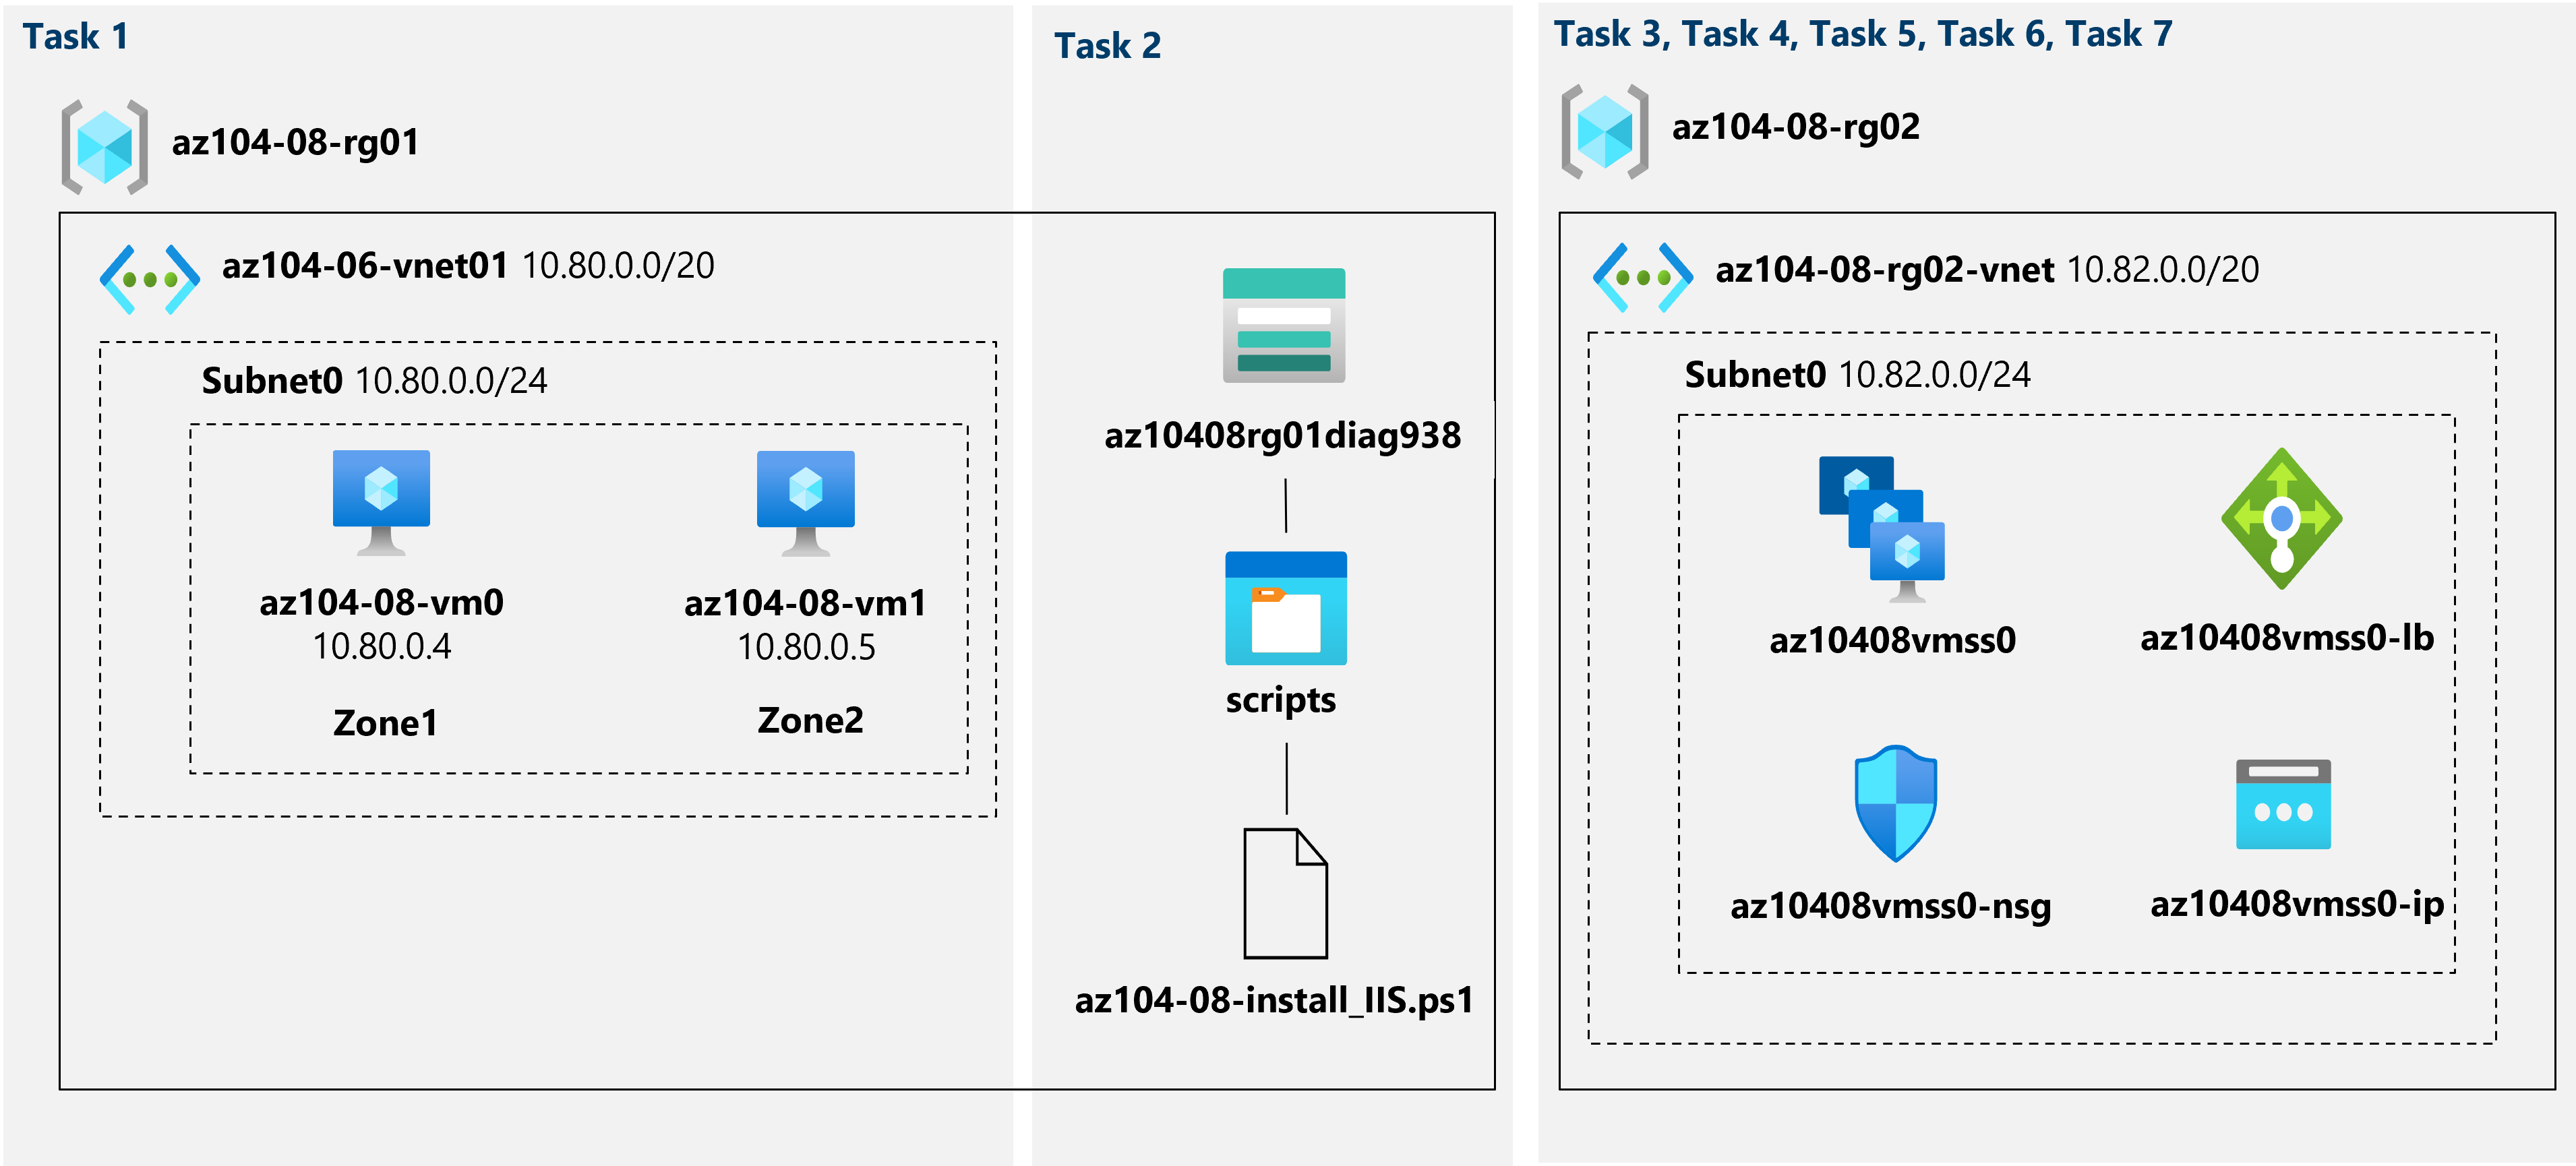 Task 1
az104-08-rg01
az104-06-vnet01 10.80.0.0/20
Subnet0 10.80.0.0/24
az104-08-vm0
10.80.0.4
Zone1
az104-08-vm1
10.80.0.5
Zone2
Task 2
az10408rg01diag938
scripts
az104-08-install_IIS.ps1
Task 3, Task 4, Task 5, Task 6, Task 7
az104-08-rg02
az104-08-rg02-vnet 10.82.0.0/20
Subnet0 10.82.0.0/24
az10408vmss0
az10408vmss0-lb
az10408vmss0-nsg
az10408vmss0-ip